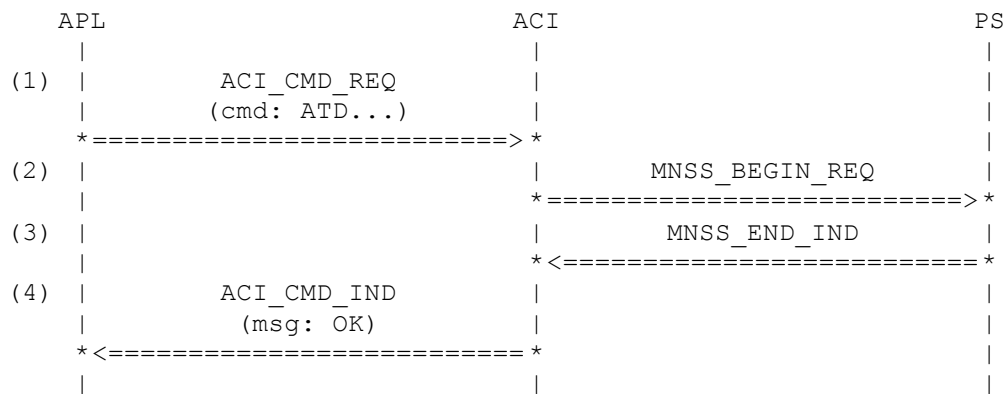 APL ACI PS
(1) ACI_CMD_REQ
(cmd: ATD...)
(2) MNSS_BEGIN_REQ
(3) MNSS_END_IND
(4) ACI_CMD_IND
(msg: OK)